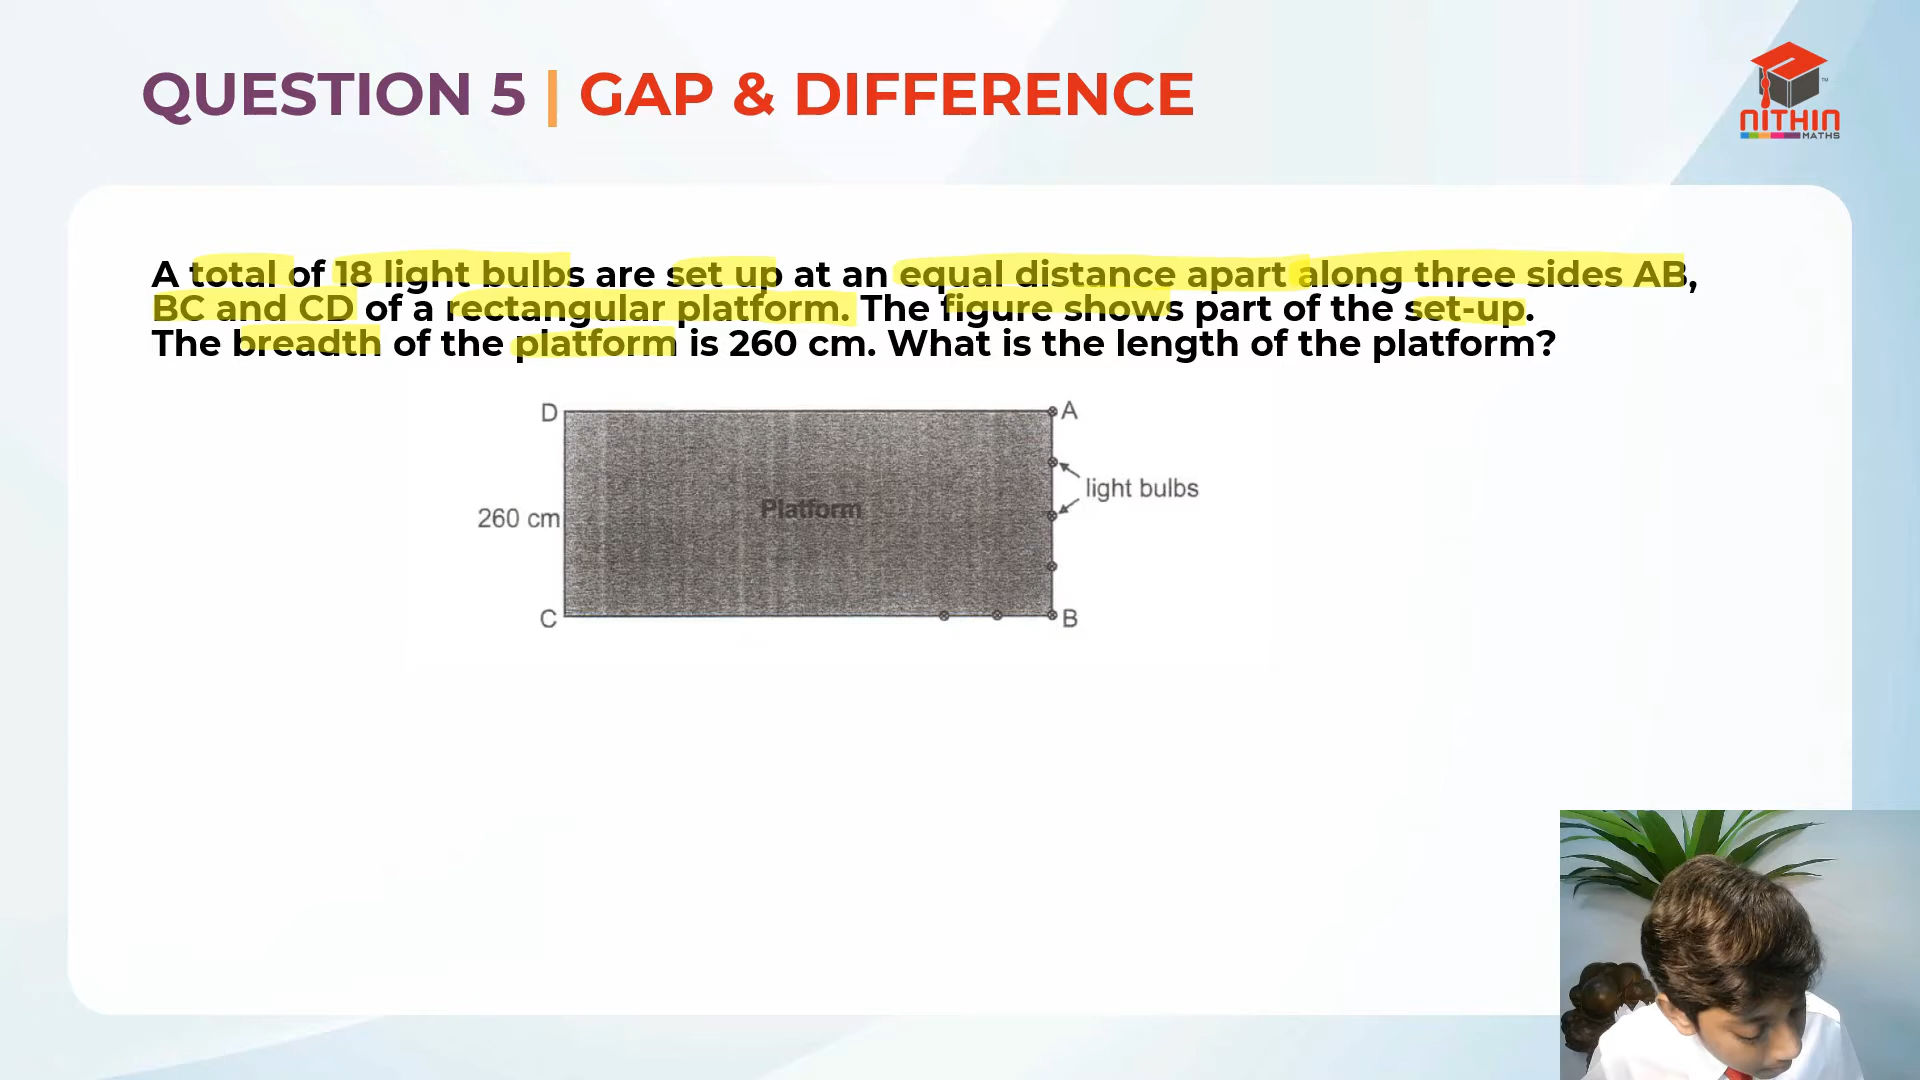 QUESTION 5 | GAP & DIFFERENCE
NITHIN
MATHS
TM
A total of 18 light bulbs are set up at an equal distance apart along three sides AB,
BC and CD of a rectangular platform. The figure shows part of the set-up.
The breadth of the platform is 260 cm. What is the length of the platform?
D
A
light bulbs
Platform
260 cm
C
B